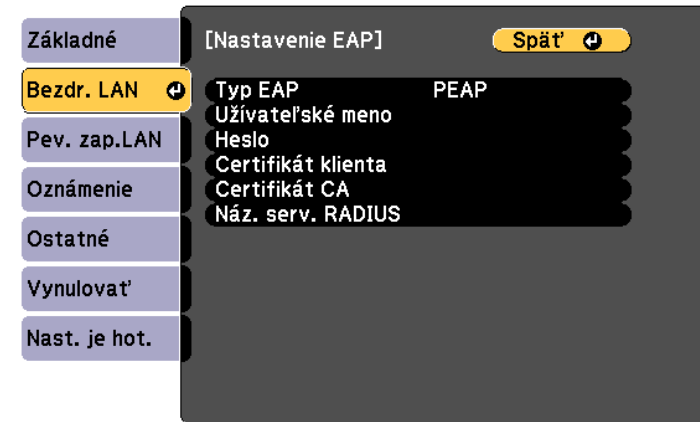 Základné
Bezdr. LAN
Pev. zap.LAN
Oznámenie
Ostatné
Vynulovať
Nast. je hot.
[Nastavenie EAP]
Späť
Typ EAP PEAP
Užívateľské meno
Heslo
Certifikát klienta
Certifikát CA
Náz. serv. RADIUS